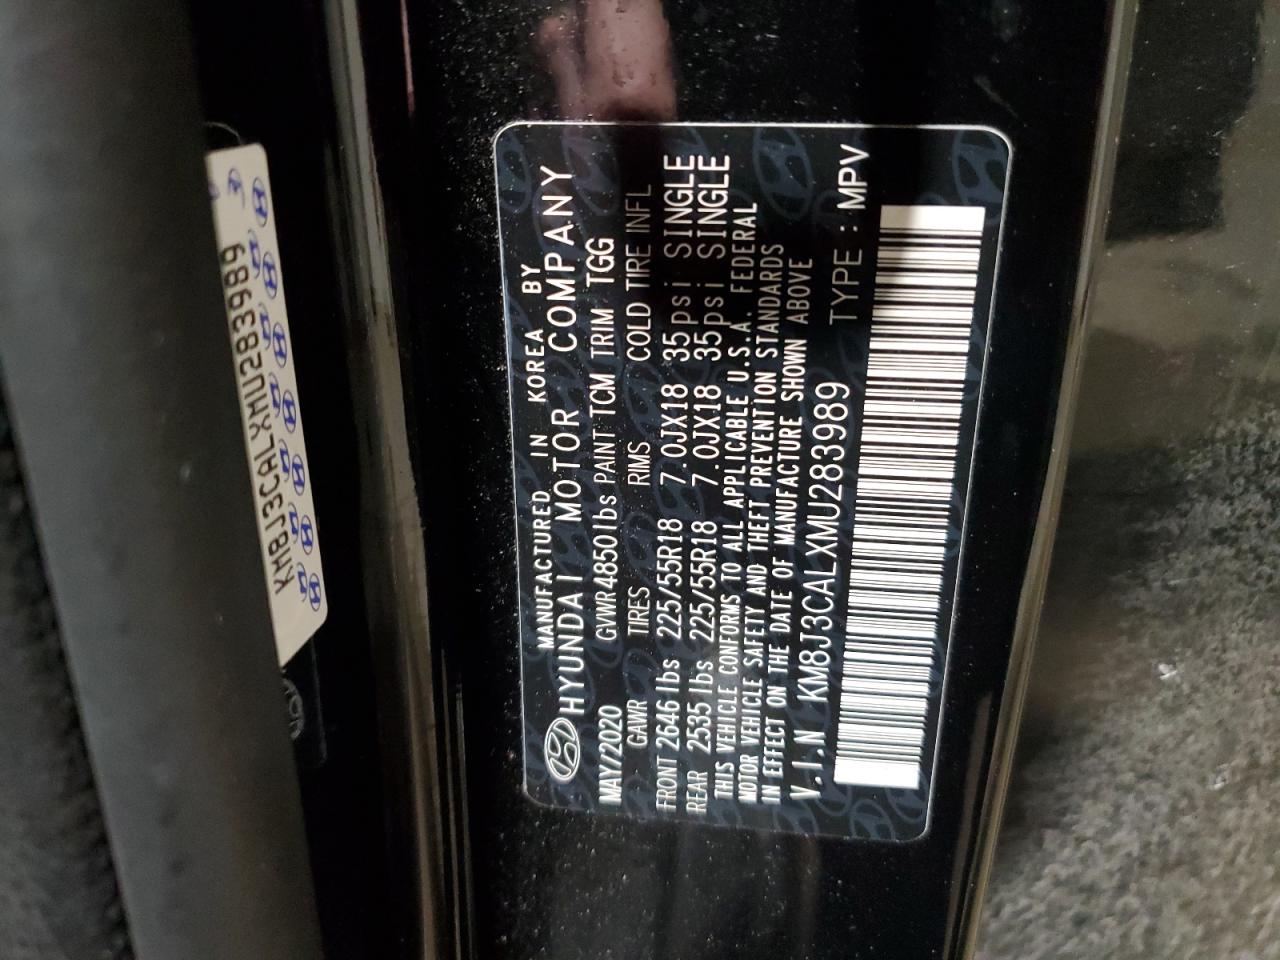 KM8J3CALXMU283989
MANUFACTURED IN KOREA BY
HYUNDAI MOTOR COMPANY
MAY/2020 GVWR4850lbs PAINT TCM TRIM TGG
GAWR TIRES RIMS COLD TIRE INFL
FRONT 2646 lbs 225/55R18 7.0JX18 35psi SINGLE
REAR 2535 lbs 225/55R18 7.0JX18 35psi SINGLE
THIS VEHICLE CONFORMS TO ALL APPLICABLE U.S.A. FEDERAL
MOTOR VEHICLE SAFETY AND THEFT PREVENTION STANDARDS
IN EFFECT ON THE DATE OF MANUFACTURE SHOWN ABOVE
V.I.N KM8J3CALXMU283989 TYPE : MPV